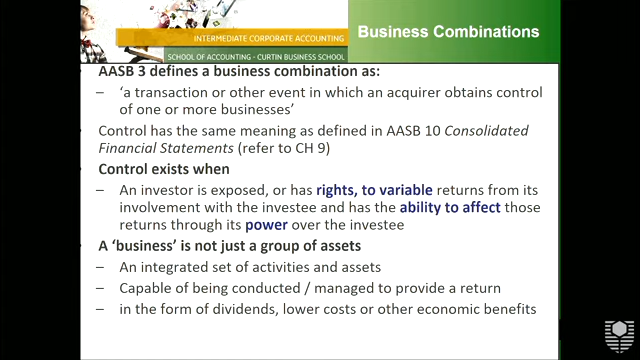 INTERMEDIATE CORPORATE ACCOUNTING
SCHOOL OF ACCOUNTING - CURTIN BUSINESS SCHOOL
Business Combinations
AASB 3 defines a business combination as:
– ‘a transaction or other event in which an acquirer obtains control
of one or more businesses’
Control has the same meaning as defined in AASB 10 Consolidated
Financial Statements (refer to CH 9)
Control exists when
– An investor is exposed, or has rights, to variable returns from its
involvement with the investee and has the ability to affect those
returns through its power over the investee
A ‘business’ is not just a group of assets
– An integrated set of activities and assets
– Capable of being conducted / managed to provide a return
– in the form of dividends, lower costs or other economic benefits